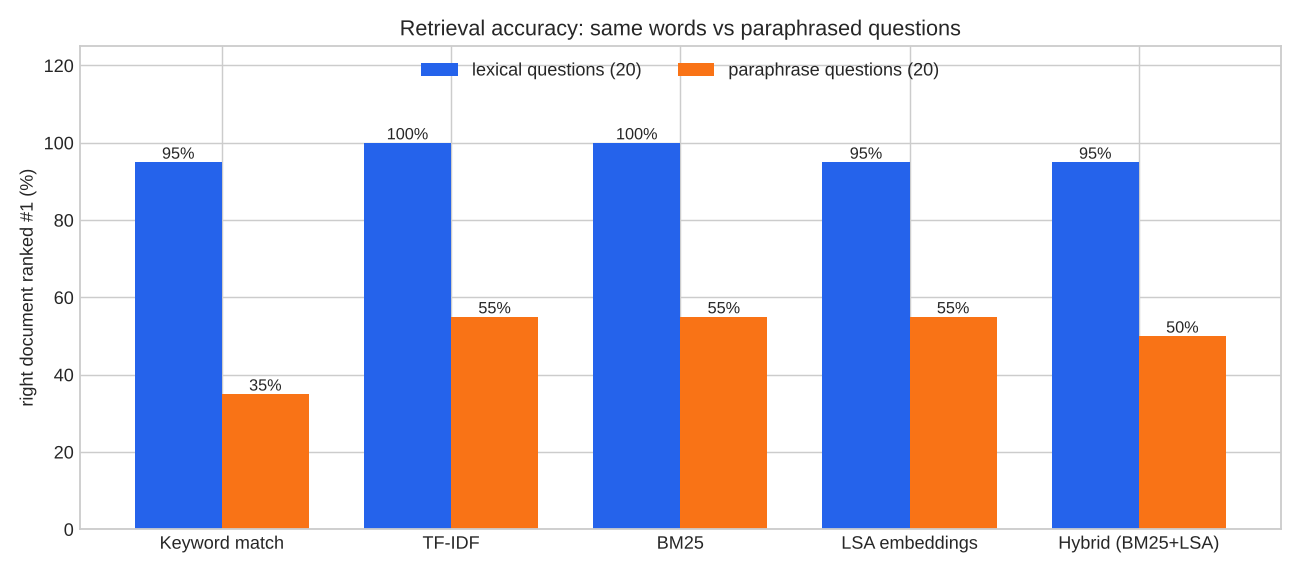 Retrieval accuracy: same words vs paraphrased questions
lexical questions (20) paraphrase questions (20)
right document ranked #1 (%)
120
100
80
60
40
20
0
95% 35% 100% 55% 100% 55% 95% 55% 95% 50%
Keyword match TF-IDF BM25 LSA embeddings Hybrid (BM25+LSA)